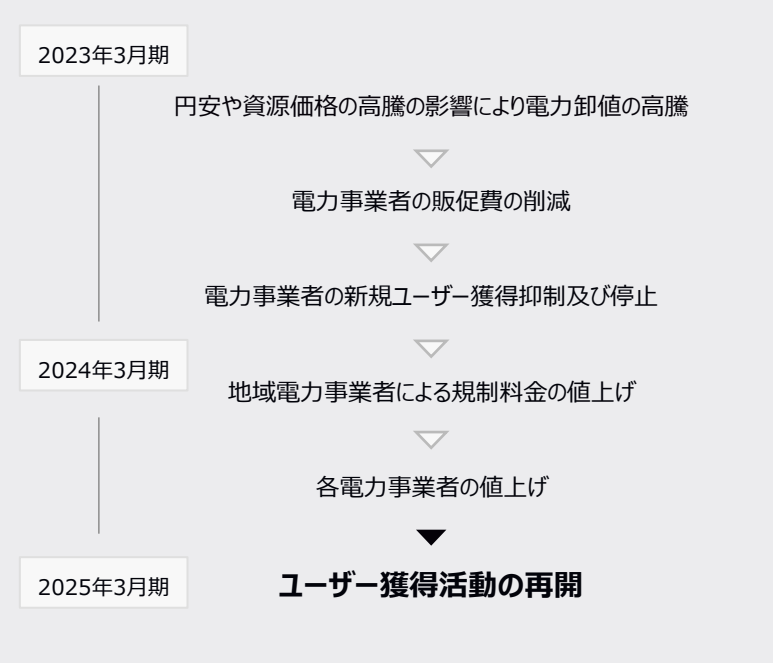 2023年3月期
円安や資源価格の高騰の影響により電力卸値の高騰
電力事業者の販促費の削減
電力事業者の新規ユーザー獲得抑制及び停止
2024年3月期
地域電力事業者による規制料金の値上げ
各電力事業者の値上げ
2025年3月期
ユーザー獲得活動の再開